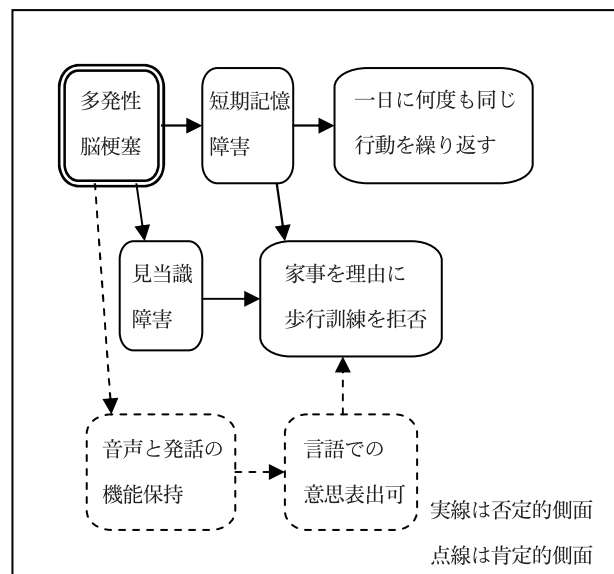 多発性
脳梗塞
短期記憶
障害
一日に何度も同じ
行動を繰り返す
見当識
障害
家事を理由に
歩行訓練を拒否
音声と発話の
機能保持
言語での
意思表出可
実線は否定的側面
点線は肯定的側面